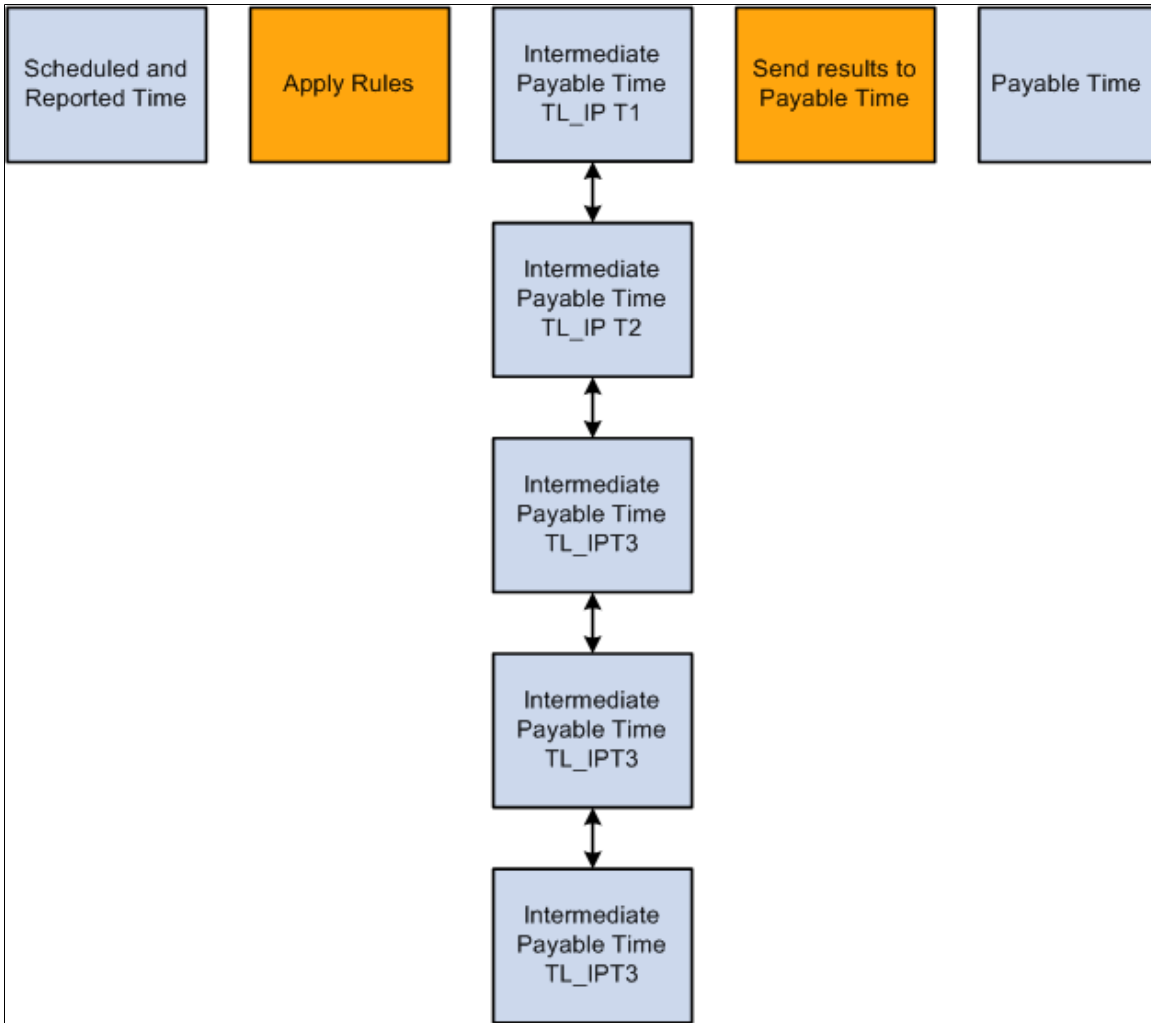 Scheduled and
Reported Time
Apply Rules
Intermediate
Payable Time
TL_IP T1
Send results to
Payable Time
Payable Time
Intermediate
Payable Time
TL_IP T2
Intermediate
Payable Time
TL_IPT3
Intermediate
Payable Time
TL_IPT3
Intermediate
Payable Time
TL_IPT3